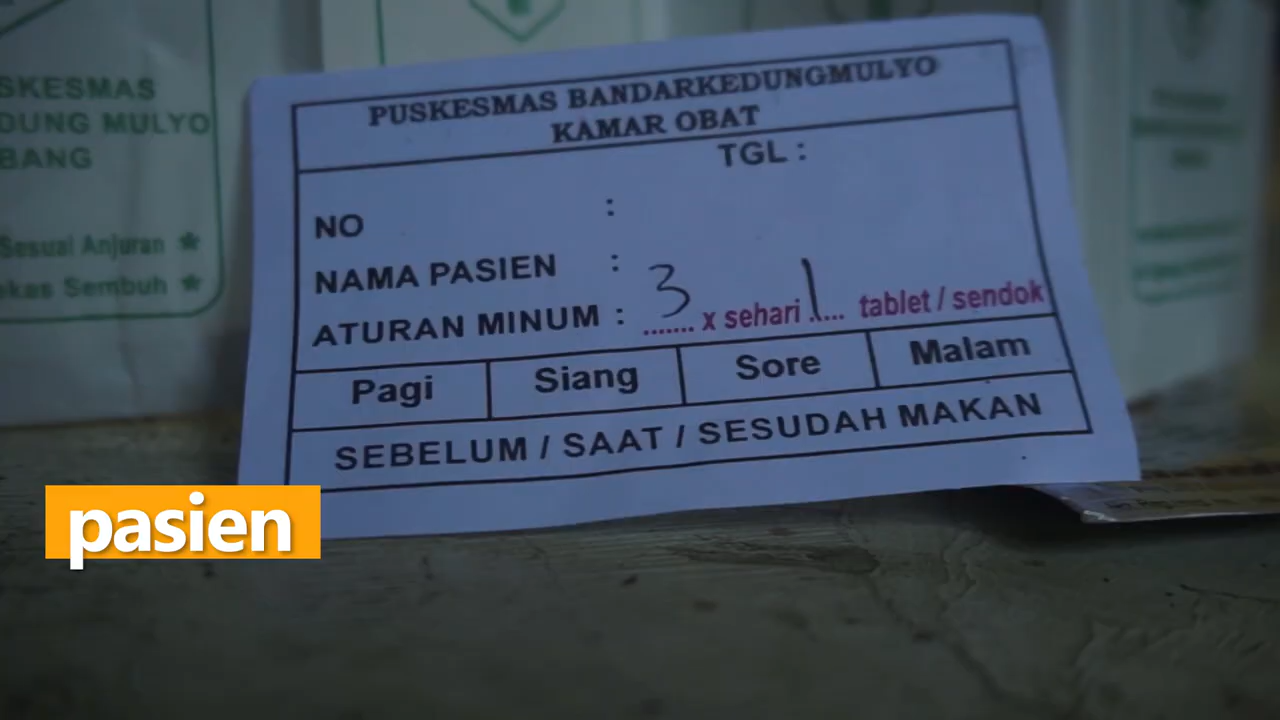 SKESMAS
DUNG MULYO
BANG
Sesuai Anjuran ★
ekas Sembuh ★
PUSKESMAS BANDARKEDUNGMULYO
KAMAR OBAT
TGL :
NO :
NAMA PASIEN :
ATURAN MINUM : 3 x sehari 1 tablet / sendok
Pagi Siang Sore Malam
SEBELUM / SAAT / SESUDAH MAKAN
pasien